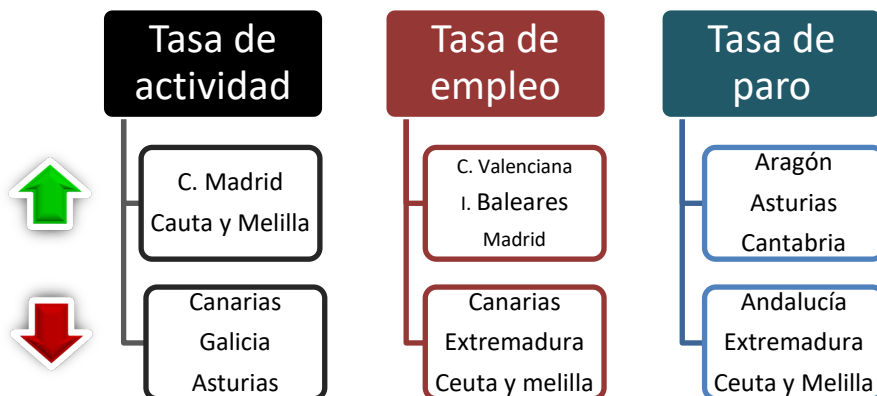 Tasa de
actividad
C. Madrid
Cauta y Melilla
Canarias
Galicia
Asturias
Tasa de
empleo
C. Valenciana
I. Baleares
Madrid
Canarias
Extremadura
Ceuta y melilla
Tasa de
paro
Aragón
Asturias
Cantabria
Andalucía
Extremadura
Ceuta y Melilla